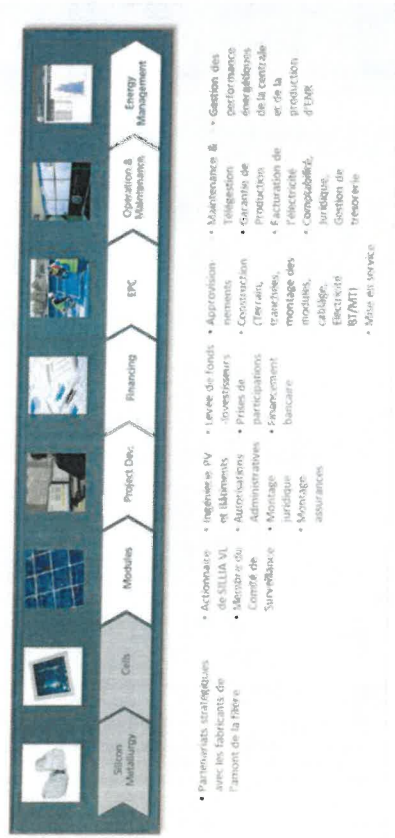 Silicon
Metallurgy
Cells
Modules
Project Dev.
Financing
EPC
Operation &
Maintenance
Energy
Management
• Partenariats stratégiques
avec les fabricants de
l'amont de la filière
• Actionnaire
de SILLIA VL
• Membre du
Comité de
Surveillance
• Ingénierie PV
et Bâtiments
• Autorisations
Administratives
• Montage
juridique
• Montage
assurances
• Levée de fonds
-Investisseurs
• Prises de
participations
• Financement
bancaire
• Approvision-
nements
• Construction
(Terrain,
tranchées,
montage des
modules,
cablage,
Electricité
BT/MT)
• Mise en service
• Maintenance &
Télégestion
• Garantie de
Production
• Facturation de
l'électricité
• Comptabilité,
Juridique,
Gestion de
trésorerie
• Gestion des
performance
énergétiques
de la centrale
et de la
production
d'ENR